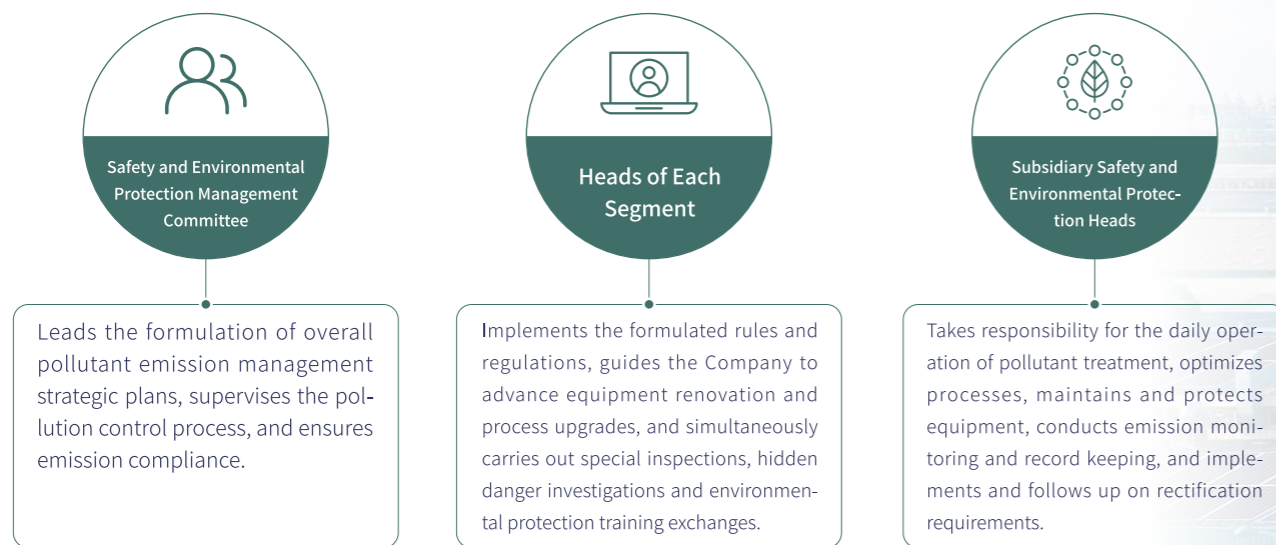 Safety and Environmental
Protection Management
Committee
Leads the formulation of overall
pollutant emission management
strategic plans, supervises the pol-
lution control process, and ensures
emission compliance.
Heads of Each
Segment
Implements the formulated rules and
regulations, guides the Company to
advance equipment renovation and
process upgrades, and simultaneously
carries out special inspections, hidden
danger investigations and environmen-
tal protection training exchanges.
Subsidiary Safety and
Environmental Protec-
tion Heads
Takes responsibility for the daily oper-
ation of pollutant treatment, optimizes
processes, maintains and protects
equipment, conducts emission moni-
toring and record keeping, and imple-
ments and follows up on rectification
requirements.